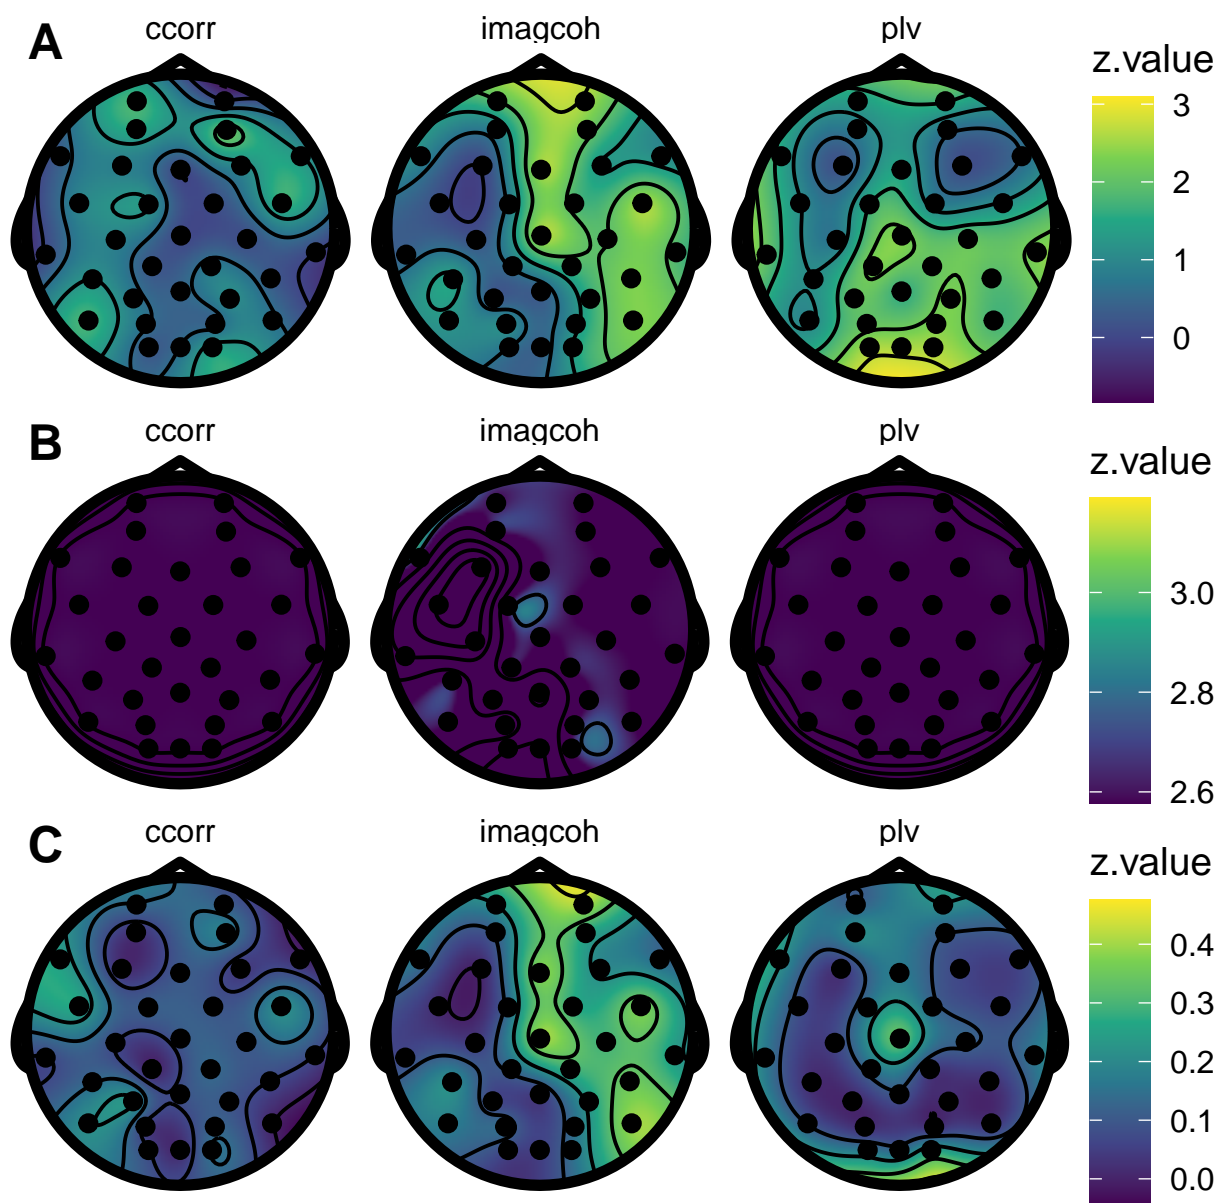 A
ccorr
imagcoh
plv
z.value
3
2
1
0
B
ccorr
imagcoh
plv
z.value
3.0
2.8
2.6
C
ccorr
imagcoh
plv
z.value
0.4
0.3
0.2
0.1
0.0